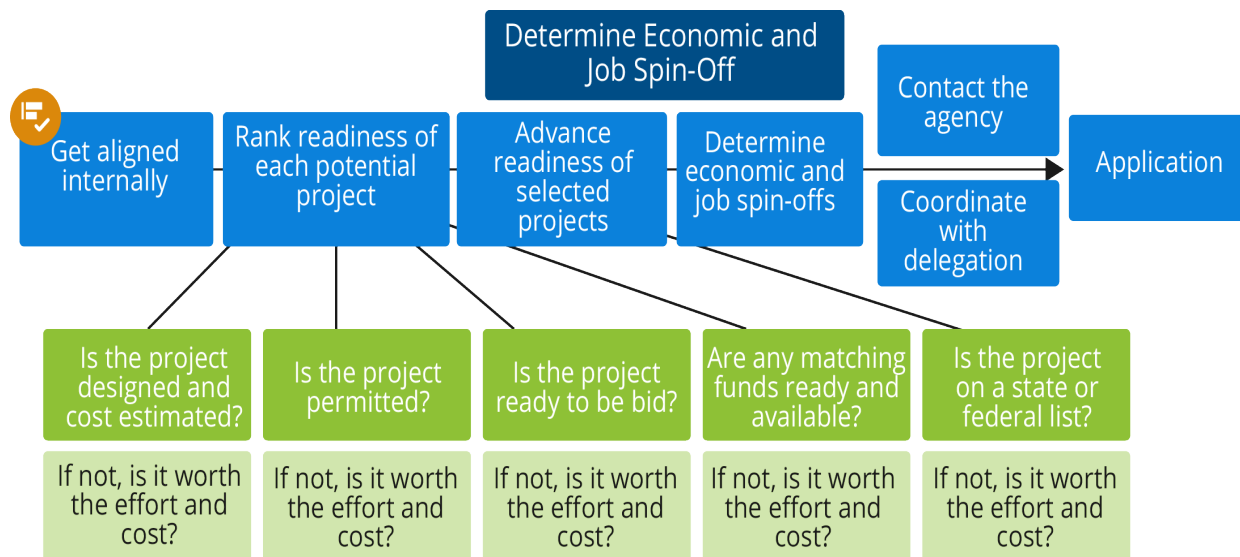 Determine Economic and
Job Spin-Off
Get aligned
internally
Rank readiness of
each potential
project
Advance
readiness of
selected
projects
Determine
economic and
job spin-offs
Contact the
agency
Coordinate
with
delegation
Application
Is the project
designed and
cost estimated?
Is the project
permitted?
Is the project
ready to be bid?
Are any matching
funds ready and
available?
Is the project
on a state or
federal list?
If not, is it worth
the effort and
cost?
If not, is it worth
the effort and
cost?
If not, is it worth
the effort and
cost?
If not, is it worth
the effort and
cost?
If not, is it worth
the effort and
cost?